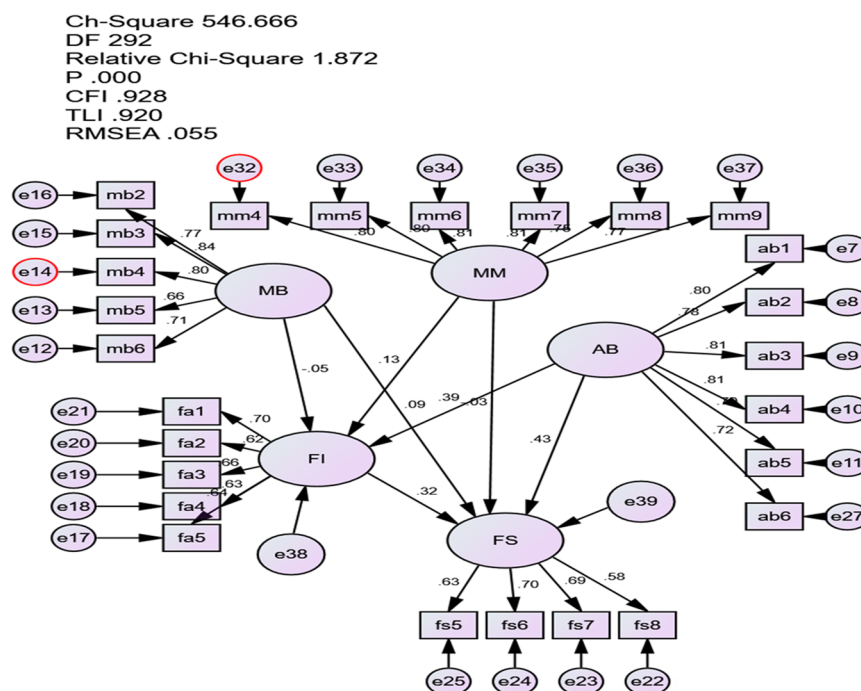 Ch-Square 546.666
DF 292
Relative Chi-Square 1.872
P .000
CFI .928
TLI .920
RMSEA .055
e32 e33 e34 e35 e36 e37
e16 mb2
mm4 mm5 mm6 mm7 mm8 mm9
e15 mb3
.77
.84
.80 .80 .81 .81 .77
ab1 e7
e14 mb4
.80
MB MM
.80
ab2 e8
e13 mb5
.66
.78
e12 mb6
.71
AB
.81
ab3 e9
-.05 .13
.81
ab4 e10
e21 fa1
.70
.09 .39 -.03
.43
.72
e20 fa2
.62
FI
ab5 e11
e19 fa3
.66
.32
e18 fa4
.63
e39
ab6 e27
e17 fa5
.64
e38
FS
.63 .70 .69 .58
fs5 fs6 fs7 fs8
e25 e24 e23 e22